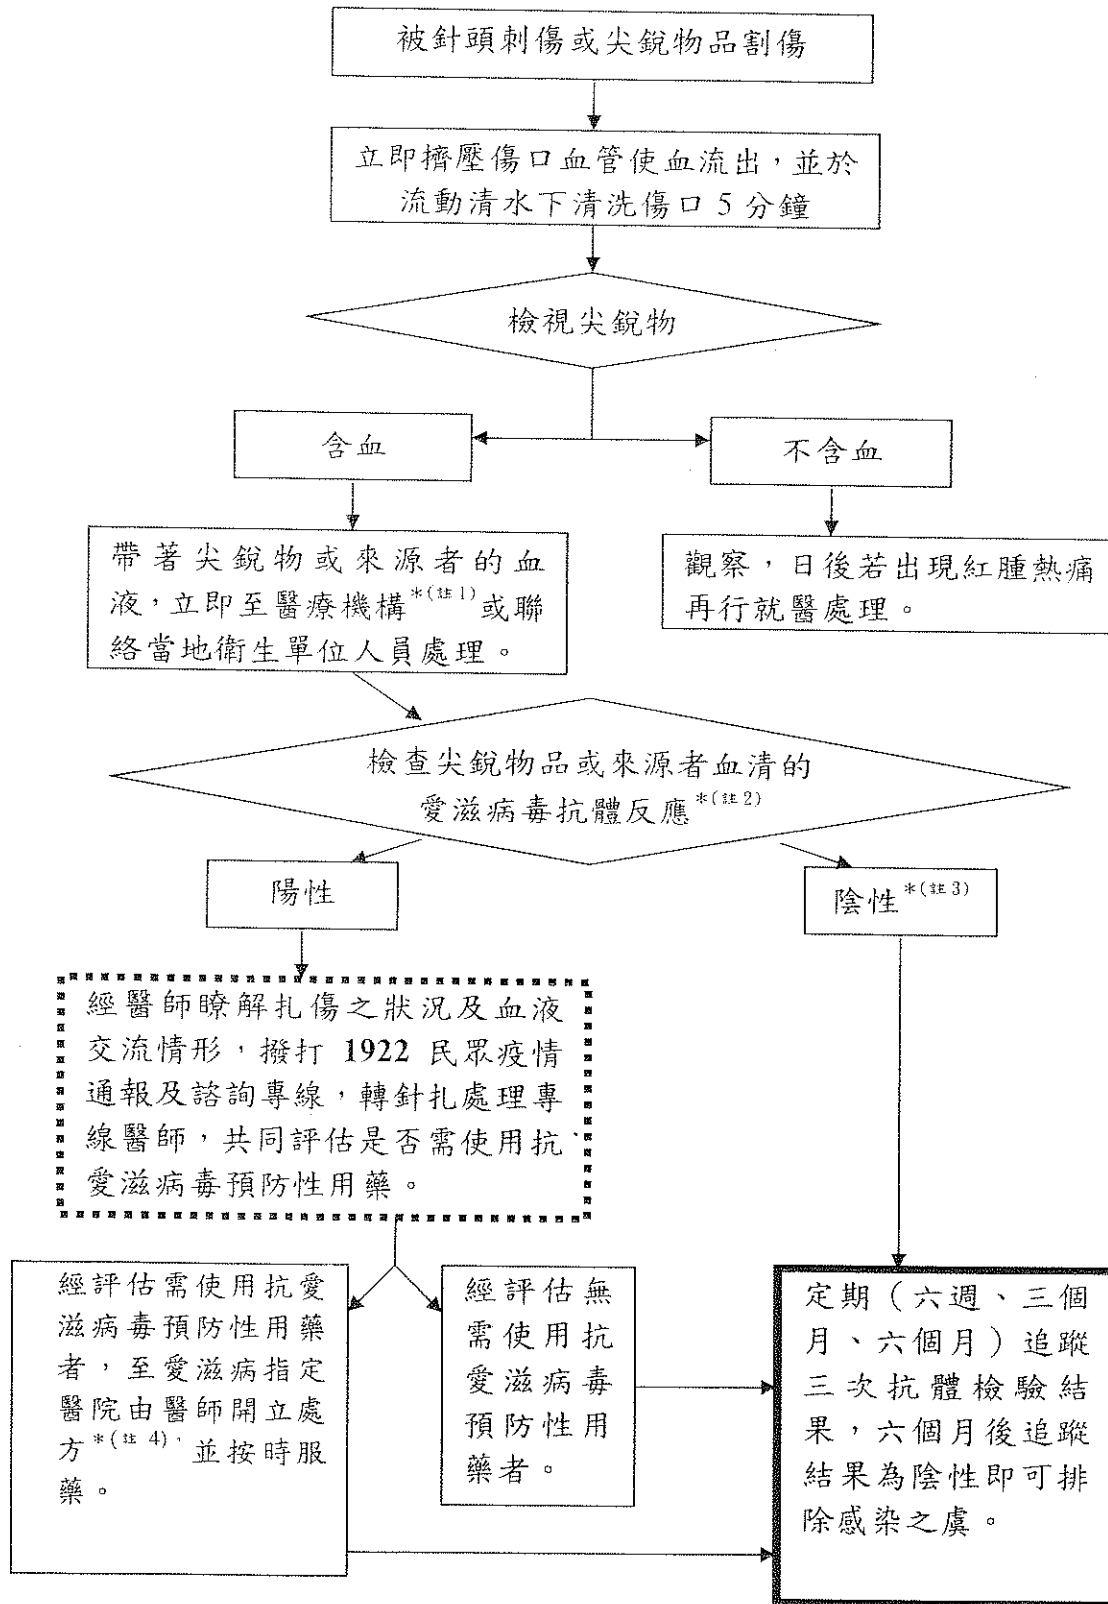 被針頭刺傷或尖銳物品割傷
立即擠壓傷口血管使血流出，並於
流動清水下清洗傷口 5 分鐘
檢視尖銳物
含血
不含血
帶著尖銳物或來源者的血
液，立即至醫療機構*(註1)或聯
絡當地衛生單位人員處理。
觀察，日後若出現紅腫熱痛
再行就醫處理。
檢查尖銳物品或來源者血清的
愛滋病毒抗體反應*(註2)
陽性
陰性*(註3)
經醫師瞭解扎傷之狀況及血液
交流情形，撥打 1922 民眾疫情
通報及諮詢專線，轉針扎處理專
線醫師，共同評估是否需使用抗
愛滋病毒預防性用藥。
經評估需使用抗愛
滋病毒預防性用藥
者，至愛滋病指定
醫院由醫師開立處
方*(註 4)，並按時服
藥。
經評估無
需使用抗
愛滋病毒
預防性用
藥者。
定期（六週、三個
月、六個月）追蹤
三次抗體檢驗結
果，六個月後追蹤
結果為陰性即可排
除感染之虞。